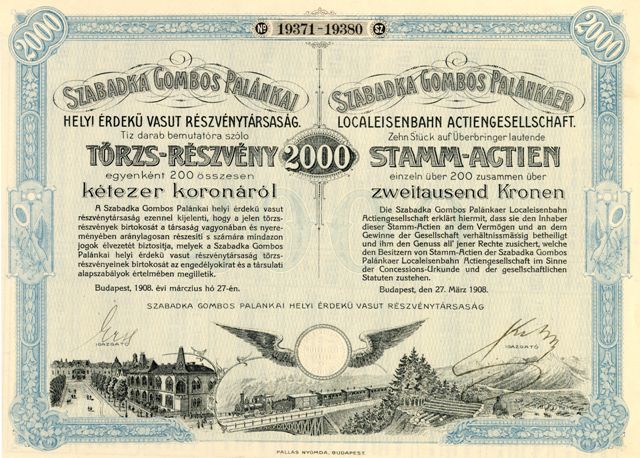 2000
2000
Nº 19371-19380 SZ
SZABADKA GOMBOS PALÁNKAI
HELYI ÉRDEKŰ VASUT RÉSZVÉNYTÁRSASÁG.
Tiz darab bemutatóra szóló
TÖRZS-RÉSZVÉNY
egyenként 200 összesen
kétezer koronáról
A Szabadka Gombos Palánkai helyi érdekű vasut
részvénytársaság ezennel kijelenti, hogy a jelen törzs-
részvények birtokosát a társaság vagyonában és nyere-
ményében aránylagosan részesiti s számára mindazon
jogok élvezetét biztositja, melyek a Szabadka Gombos
Palánkai helyi érdekű vasut részvénytársaság törzs-
részvényeinek birtokosát az engedélyokirat és a társulati
alapszabályok értelmében megilletik.
Budapest, 1908. évi márczius hó 27-én.
2000
SZABADKA GOMBOS PALÁNKAER
LOCALEISENBAHN ACTIENGESELLSCHAFT.
Zehn Stück auf Überbringer lautende
STAMM-ACTIEN
einzeln über 200 zusammen über
zweitausend Kronen
Die Szabadka Gombos Palánkaer Localeisenbahn
Actiengesellschaft erklärt hiermit, dass sie den Inhaber
dieser Stamm-Actien an dem Vermögen und an dem
Gewinne der Gesellschaft verhältnissmässig betheiligt
und ihm den Genuss all' jener Rechte zusichert, welche
den Besitzern von Stamm-Actien der Szabadka Gombos
Palánkaer Localeisenbahn Actiengesellschaft im Sinne
der Concessions-Urkunde und der gesellschaftlichen
Statuten zustehen.
Budapest, den 27. März 1908.
SZABADKA GOMBOS PALÁNKAI HELYI ÉRDEKŰ VASUT RÉSZVÉNYTÁRSASÁG
IGAZGATÓ
IGAZGATÓ
PALLAS NYOMDA, BUDAPEST.